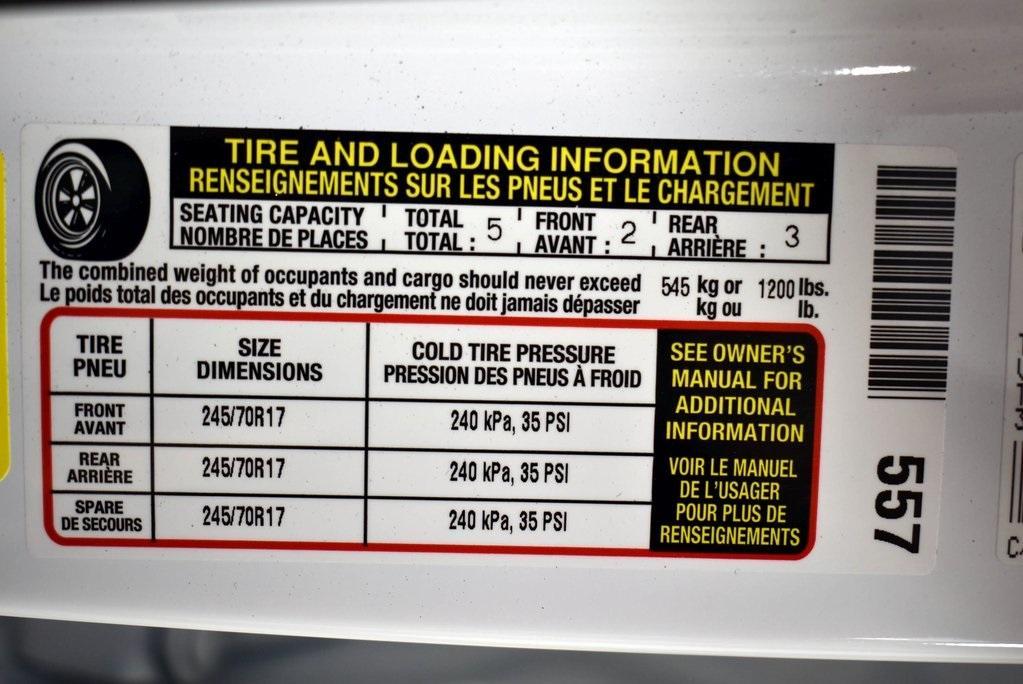 TIRE AND LOADING INFORMATION
RENSEIGNEMENTS SUR LES PNEUS ET LE CHARGEMENT
SEATING CAPACITY TOTAL FRONT REAR
NOMBRE DE PLACES TOTAL : 5 AVANT : 2 ARRIÈRE : 3
The combined weight of occupants and cargo should never exceed 545 kg or 1200 lbs.
Le poids total des occupants et du chargement ne doit jamais dépasser kg ou lb.
TIRE
PNEU
SIZE
DIMENSIONS
COLD TIRE PRESSURE
PRESSION DES PNEUS À FROID
FRONT
AVANT
245/70R17
240 kPa, 35 PSI
REAR
ARRIÈRE
245/70R17
240 kPa, 35 PSI
SPARE
DE SECOURS
245/70R17
240 kPa, 35 PSI
SEE OWNER'S
MANUAL FOR
ADDITIONAL
INFORMATION
VOIR LE MANUEL
DE L'USAGER
POUR PLUS DE
RENSEIGNEMENTS
557